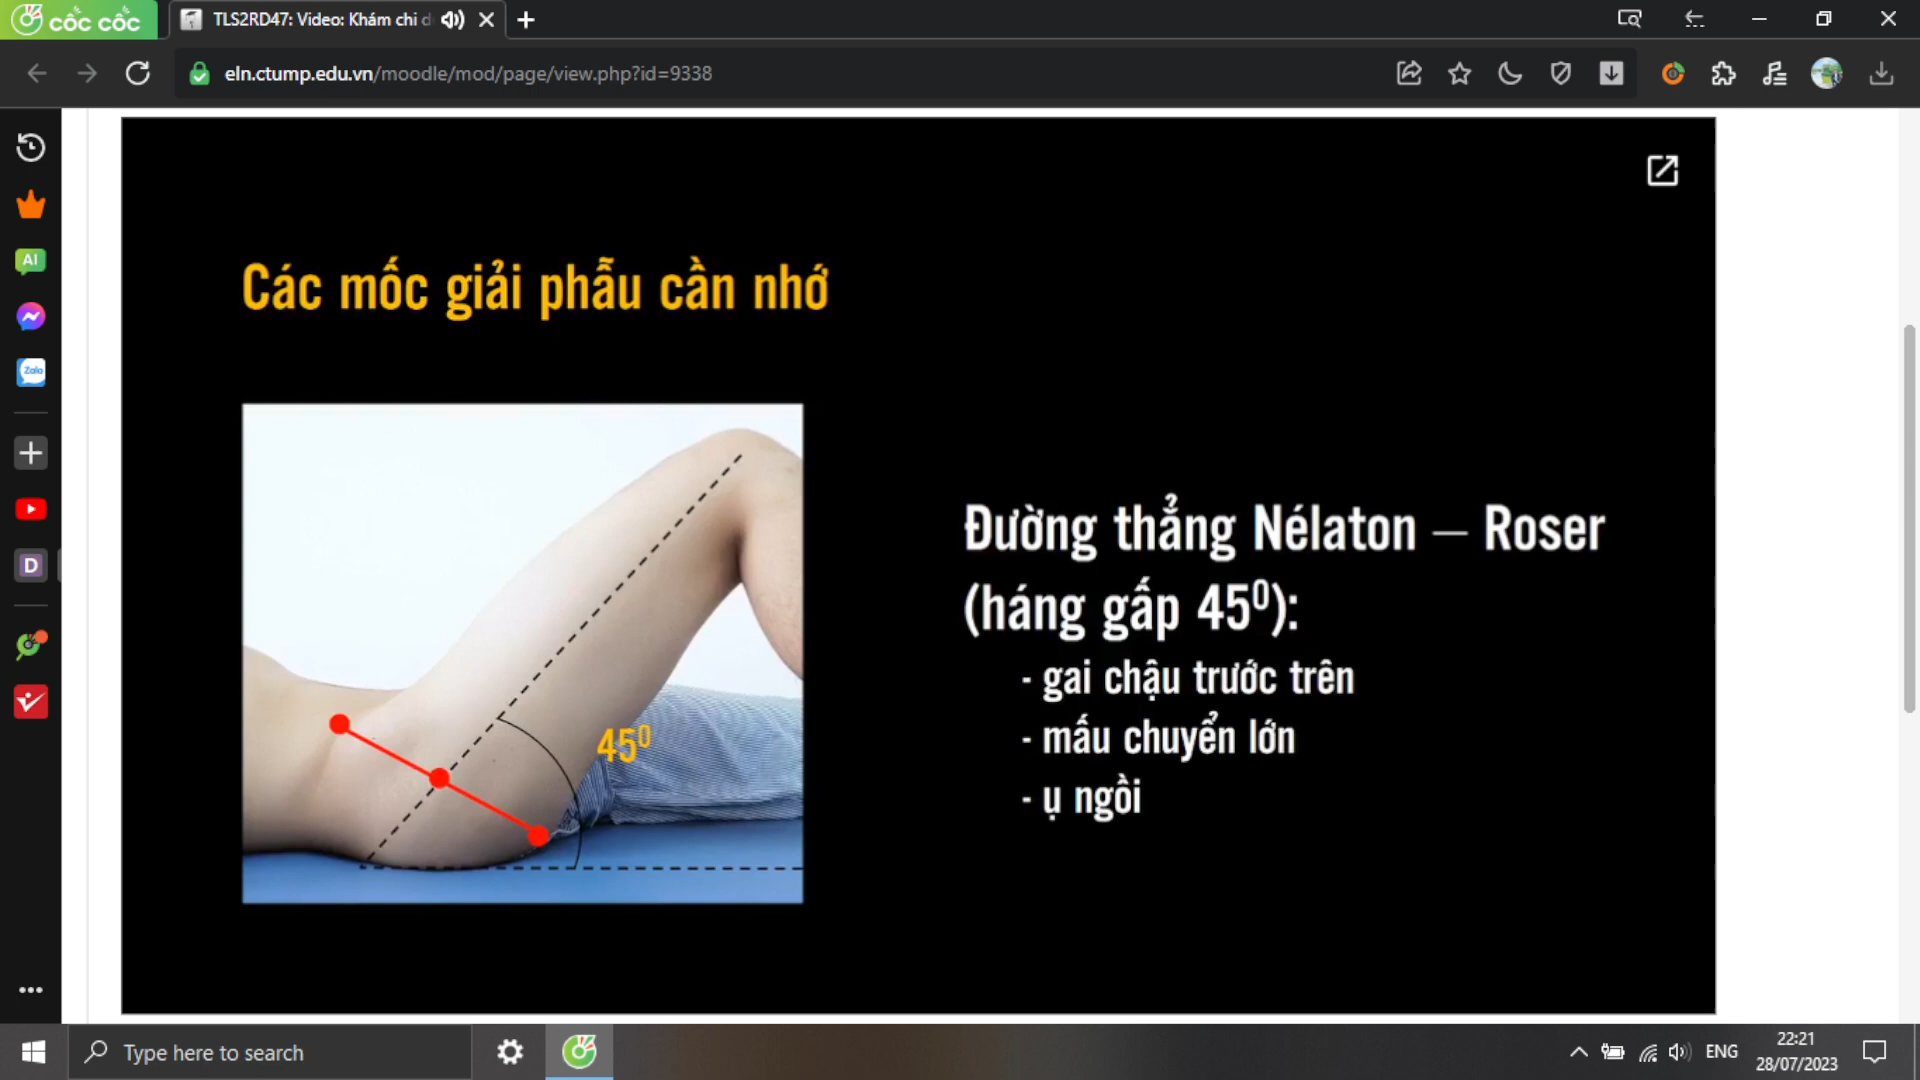 cốc cốc
TLS2RD47: Video: Khám chi d
eln.ctump.edu.vn/moodle/mod/page/view.php?id=9338
AI
Zalo
D
Các mốc giải phẫu cần nhớ
45⁰
Đường thẳng Nélaton – Roser
(háng gấp 45⁰):
- gai chậu trước trên
- mấu chuyển lớn
- ụ ngồi
Type here to search
ENG
22:21
28/07/2023